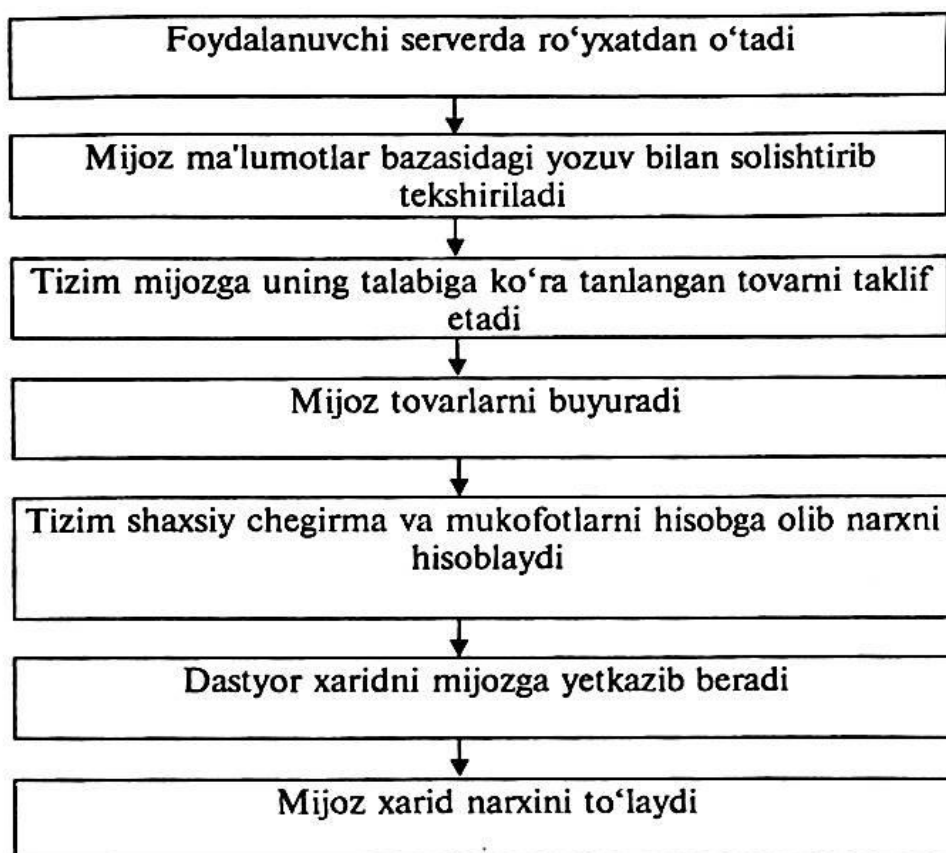 Foydalanuvchi serverda ro‘yxatdan o‘tadi
Mijoz ma'lumotlar bazasidagi yozuv bilan solishtirib
tekshiriladi
Tizim mijozga uning talabiga ko‘ra tanlangan tovarni taklif
etadi
Mijoz tovarlarni buyuradi
Tizim shaxsiy chegirma va mukofotlarni hisobga olib narxni
hisoblaydi
Dastyor xaridni mijozga yetkazib beradi
Mijoz xarid narxini to‘laydi